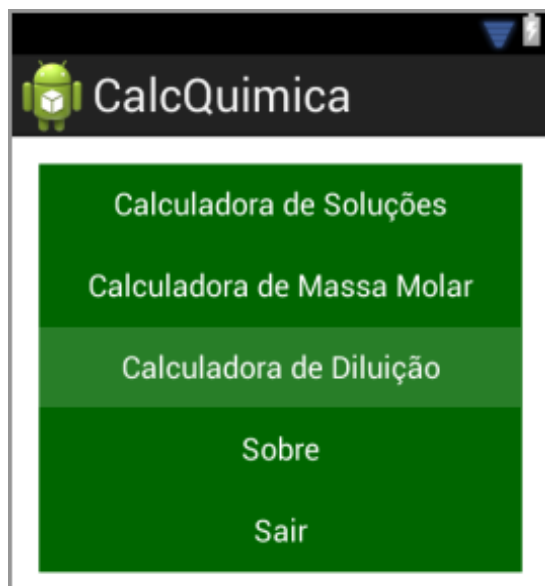 CalcQuimica
Calculadora de Soluções
Calculadora de Massa Molar
Calculadora de Diluição
Sobre
Sair